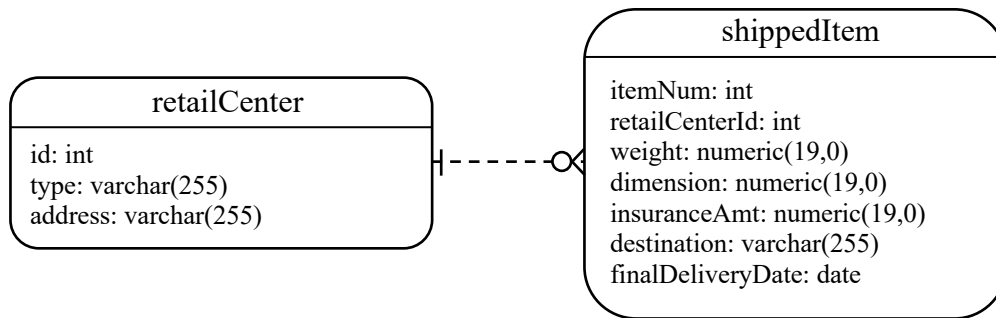 retailCenter
id: int
type: varchar(255)
address: varchar(255)
shippedItem
itemNum: int
retailCenterId: int
weight: numeric(19,0)
dimension: numeric(19,0)
insuranceAmt: numeric(19,0)
destination: varchar(255)
finalDeliveryDate: date